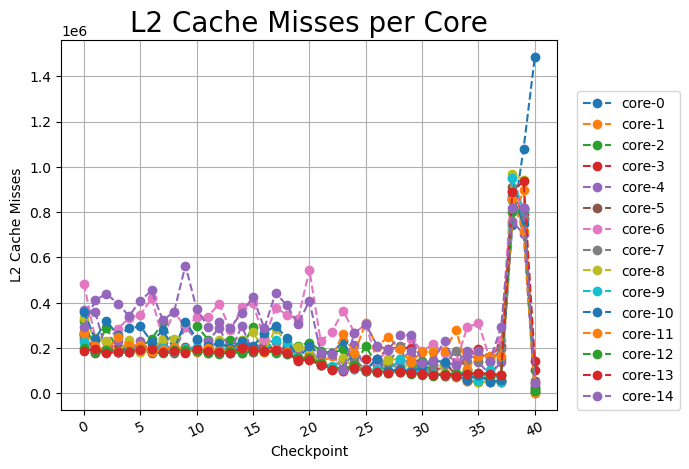 L2 Cache Misses per Core
1e6
1.4
1.2
1.0
0.8
0.6
0.4
0.2
0.0
L2 Cache Misses
0 5 10 15 20 25 30 35 40
Checkpoint
core-0
core-1
core-2
core-3
core-4
core-5
core-6
core-7
core-8
core-9
core-10
core-11
core-12
core-13
core-14